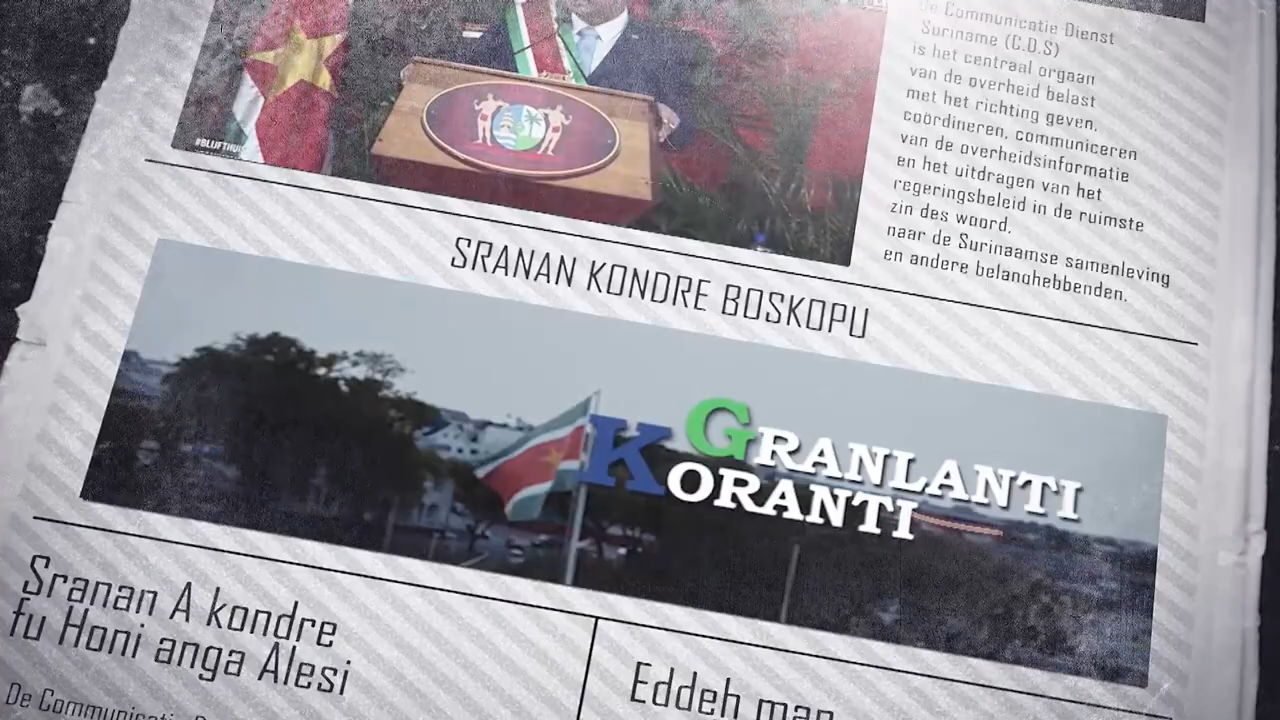 De Communicatie Dienst
Suriname (C.D.S)
is het centraal orgaan
van de overheid belast
met het richting geven,
coördineren, communiceren
van de overheidsinformatie
en het uitdragen van het
regeringsbeleid in de ruimste
zin des woord.
naar de Surinaamse samenleving
en andere belanghebbenden.
SRANAN KONDRE BOSKOPU
GRANLANTI
KORANTI
Sranan A kondre
fu Honi anga Alesi
De
Eddeh man